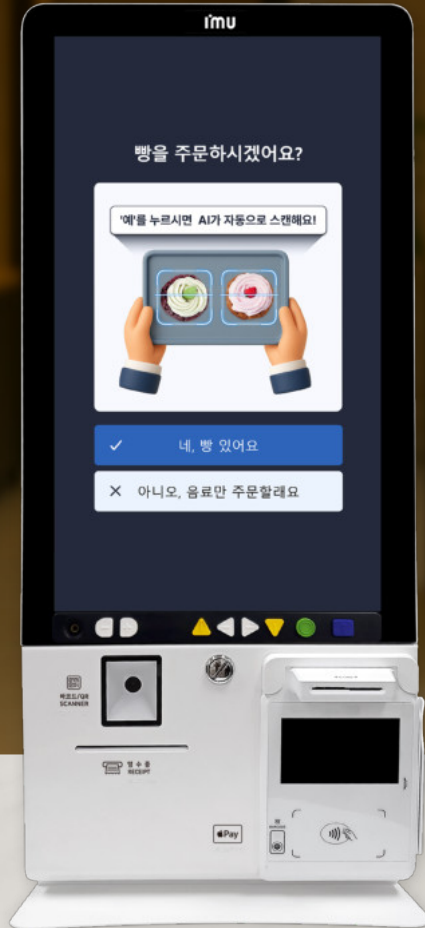 i'mu
빵을 주문하시겠어요?
'예'를 누르시면 AI가 자동으로 스캔해요!
네, 빵 있어요
아니오, 음료만 주문할래요
바코드/QR
SCANNER
영수증
RECEIPT
Pay